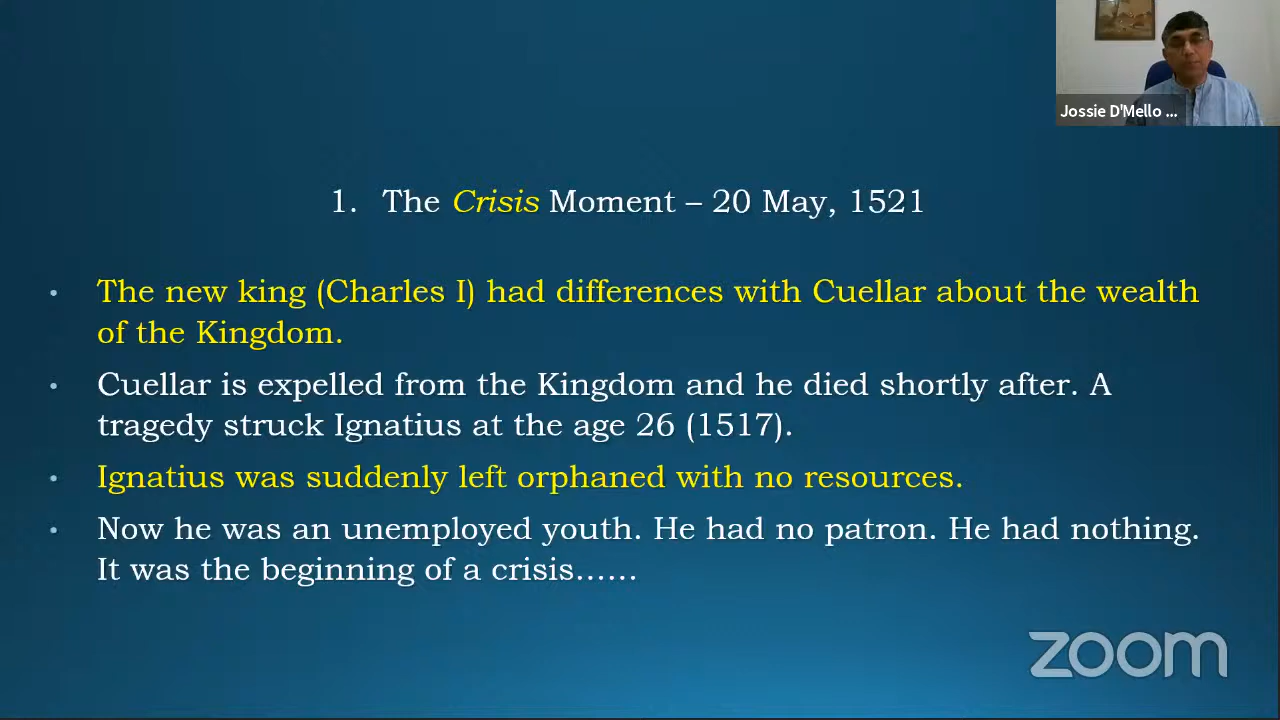 Jossie D'Mello ...
1. The Crisis Moment – 20 May, 1521
• The new king (Charles I) had differences with Cuellar about the wealth
of the Kingdom.
• Cuellar is expelled from the Kingdom and he died shortly after. A
tragedy struck Ignatius at the age 26 (1517).
• Ignatius was suddenly left orphaned with no resources.
• Now he was an unemployed youth. He had no patron. He had nothing.
It was the beginning of a crisis……
zoom